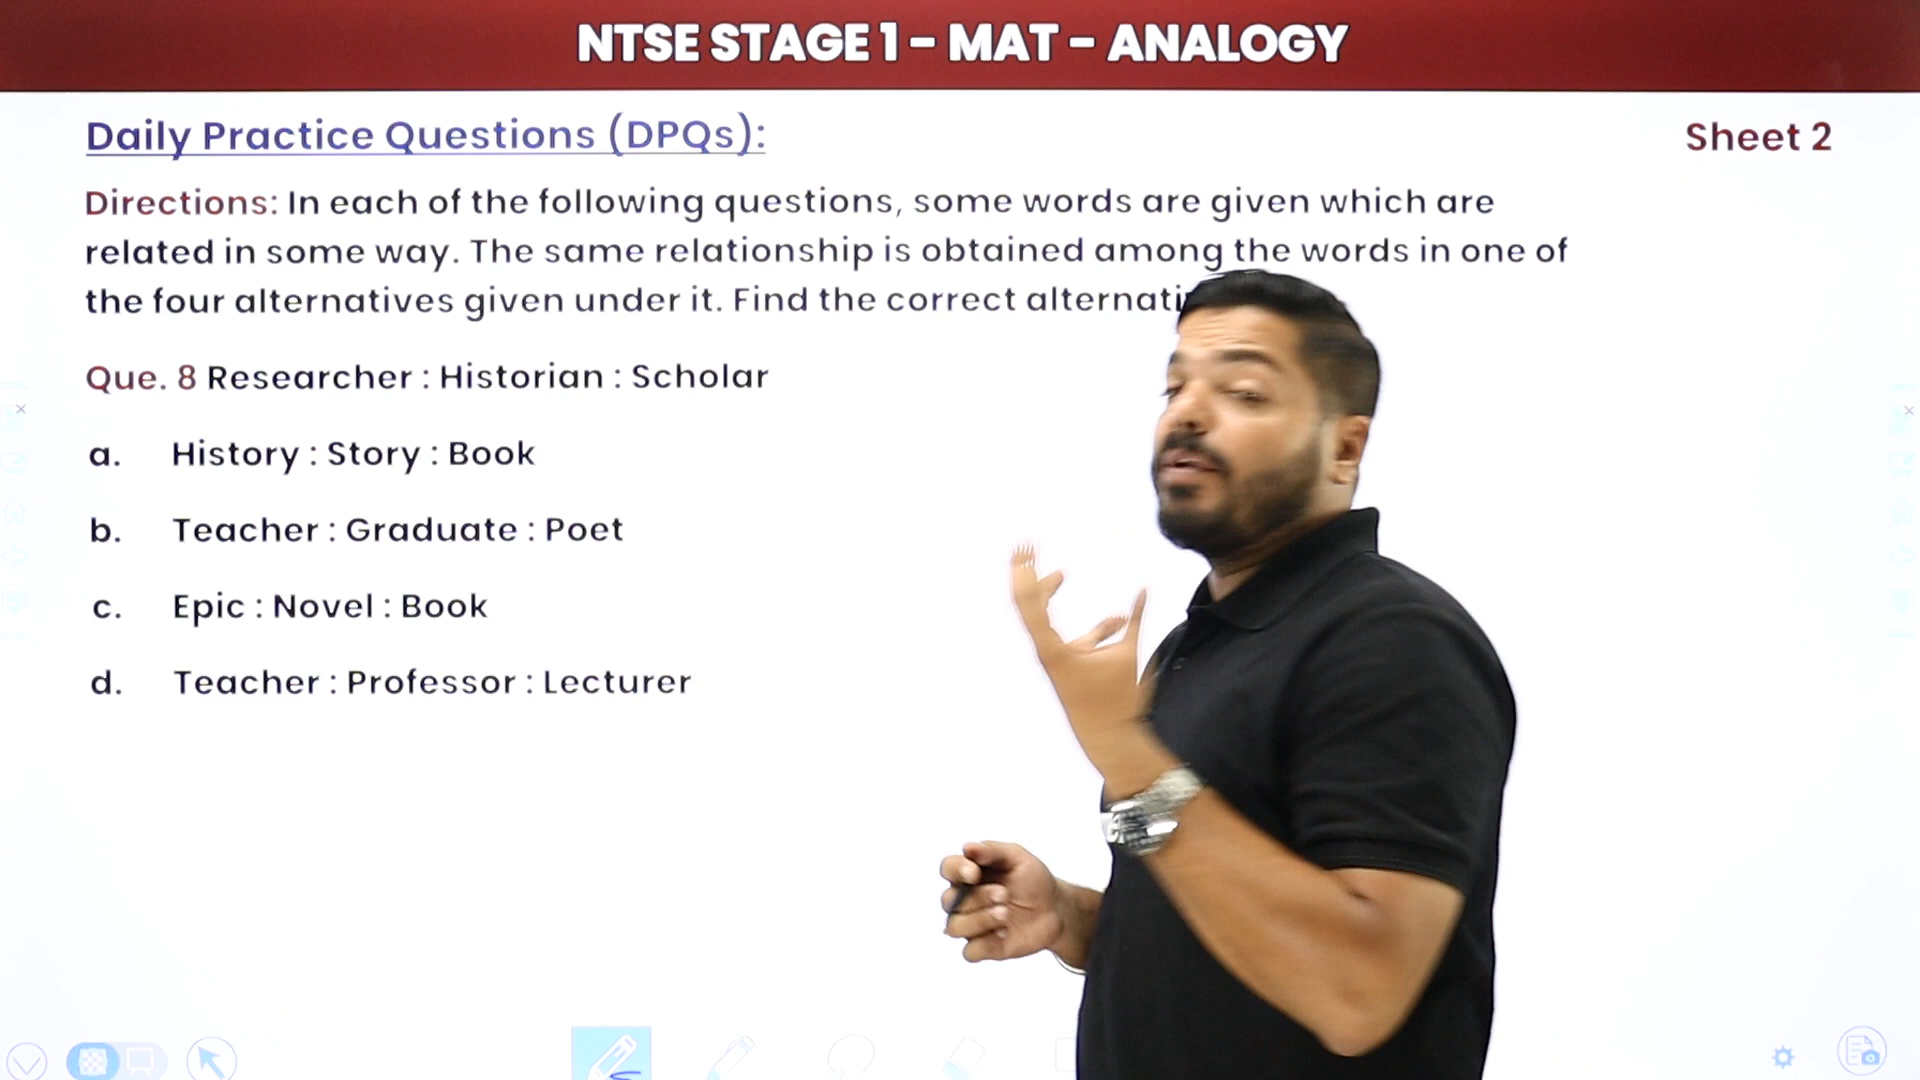 NTSE STAGE 1 - MAT - ANALOGY
Daily Practice Questions (DPQs):
Sheet 2
Directions: In each of the following questions, some words are given which are
related in some way. The same relationship is obtained among the words in one of
the four alternatives given under it. Find the correct
Que. 8 Researcher : Historian : Scholar
a. History : Story : Book
b. Teacher : Graduate : Poet
c. Epic : Novel : Book
d. Teacher : Professor : Lecturer